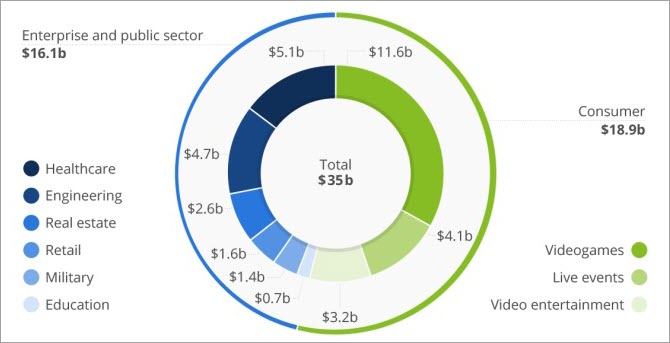 Enterprise and public sector
$16.1b
$5.1b
$11.6b
Consumer
$18.9b
$4.7b
Total
$35b
Healthcare
Engineering
$2.6b
Real estate
$4.1b
Retail
$1.6b
Videogames
Military
$1.4b
Live events
Education
$0.7b
$3.2b
Video entertainment